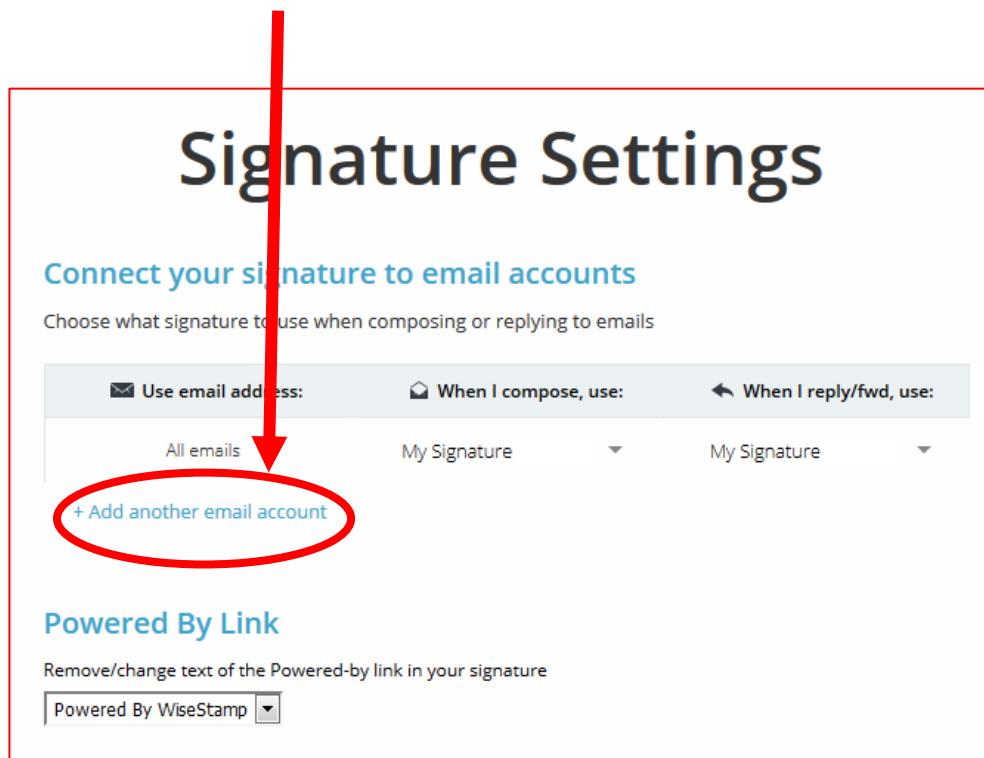 Signature Settings
Connect your signature to email accounts
Choose what signature to use when composing or replying to emails
Use email address: When I compose, use: When I reply/fwd, use:
All emails My Signature My Signature
+ Add another email account
Powered By Link
Remove/change text of the Powered-by link in your signature
Powered By WiseStamp